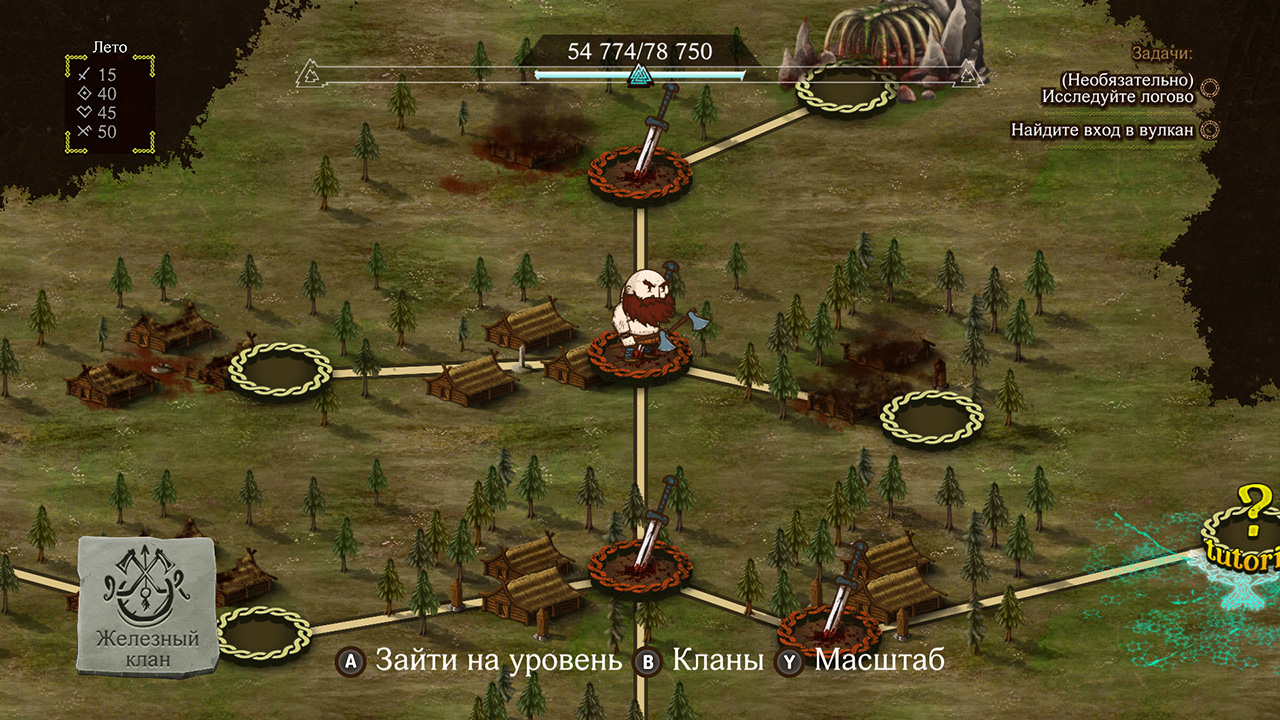 Лето
15
40
45
50
54 774/78 750
Задачи:
(Необязательно)
Исследуйте логово
Найдите вход в вулкан
?
tutori
Железный
клан
A Зайти на уровень B Кланы Y Масштаб